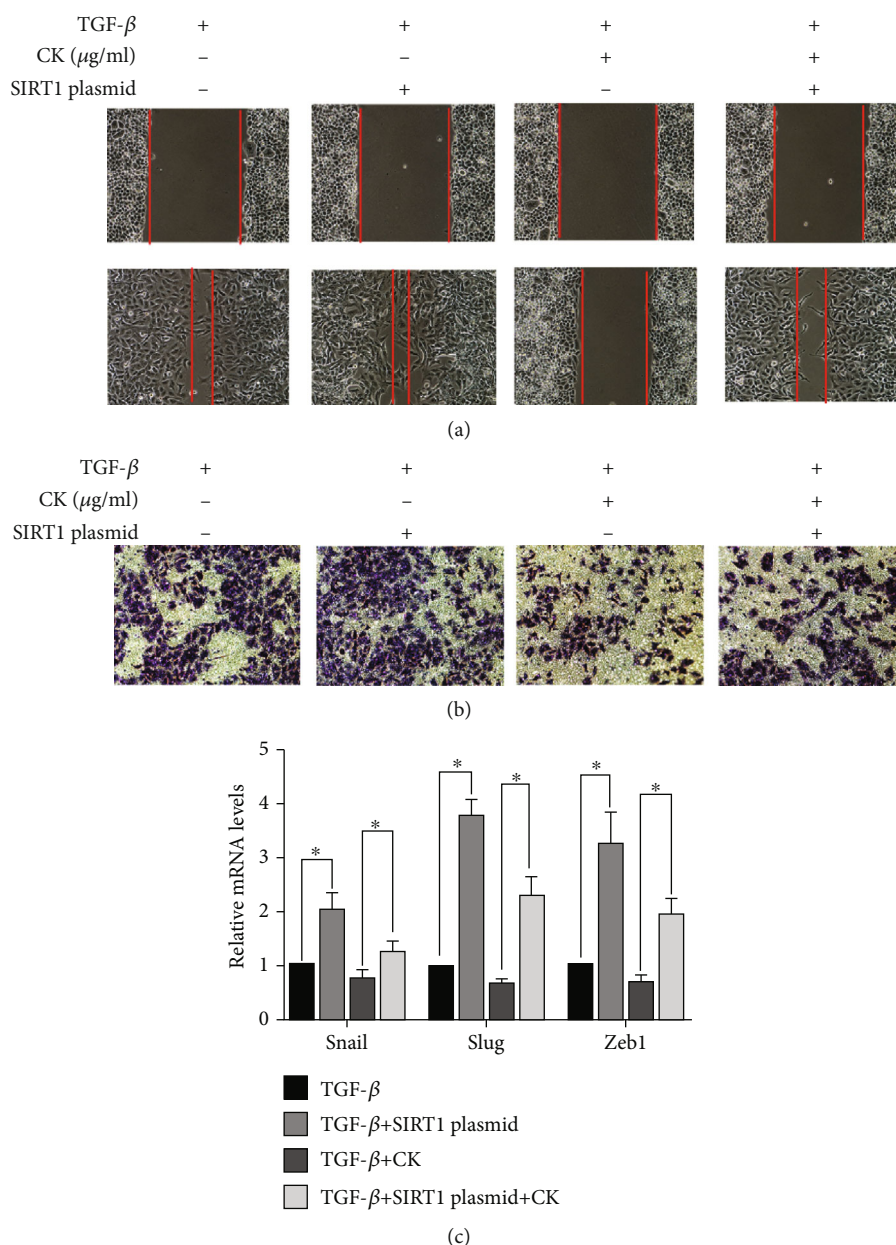 TGF-β + + + +
CK (μg/ml) – – + +
SIRT1 plasmid – + – +
(a)
TGF-β + + + +
CK (μg/ml) – – + +
SIRT1 plasmid – + – +
(b)
Relative mRNA levels
5
4
3
2
1
0
* * * * * *
Snail Slug Zeb1
TGF-β
TGF-β+SIRT1 plasmid
TGF-β+CK
TGF-β+SIRT1 plasmid+CK
(c)